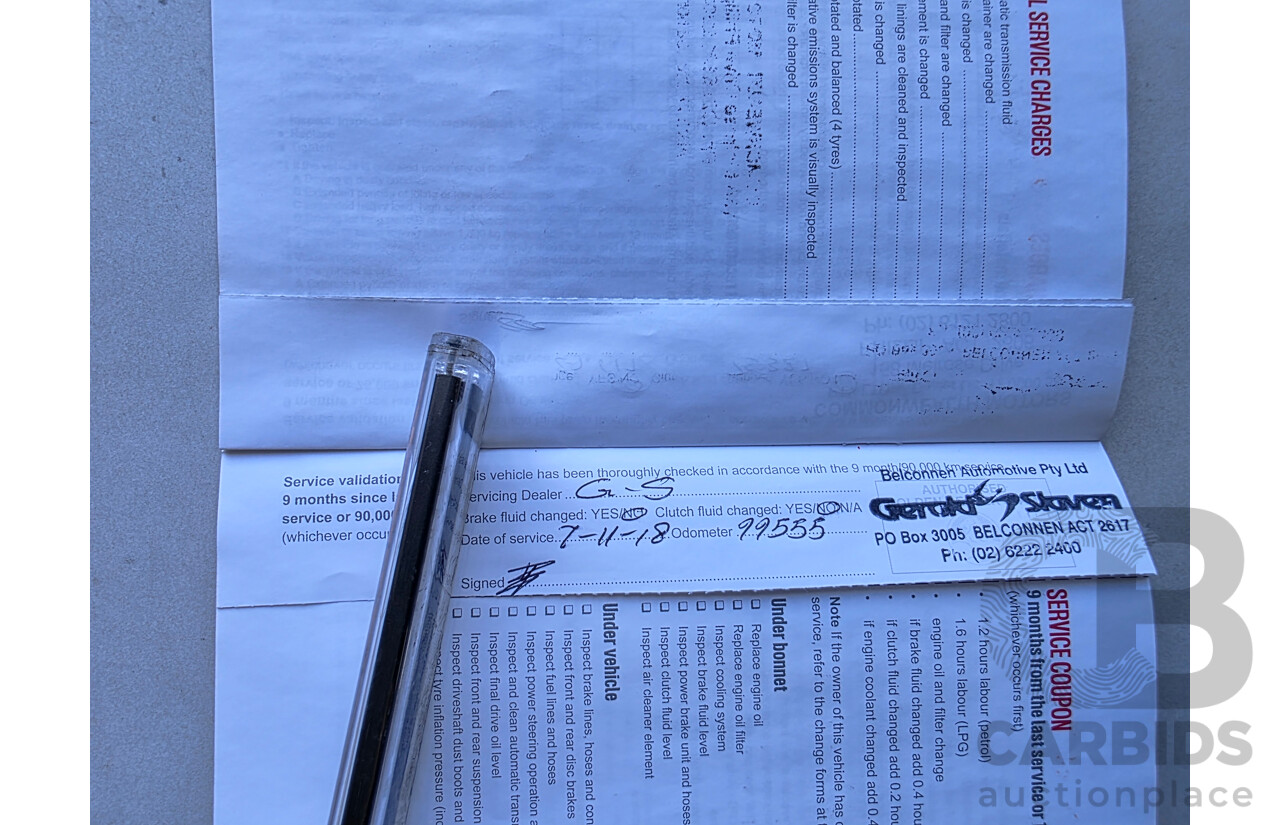 L SERVICE CHARGES
atic transmission fluid
ainer are changed
is changed
and filter are changed
ement is changed
linings are cleaned and inspected
is changed
otated
tated and balanced (4 tyres)
ative emissions system is visually inspected
lter is changed
Service validation
9 months since l
service or 90,00
(whichever occu
is vehicle has been thoroughly checked in accordance with the 9 month/90,000 km service
ervicing Dealer G-S
Brake fluid changed: YES/NO Clutch fluid changed: YES/NO/N/A
Date of service 7-11-18 Odometer 99555
Signed
Belconnen Automotive Pty Ltd
AUTHORISED
Gerald Slaven
PO Box 3005 BELCONNEN ACT 2617
Ph: (02) 6222 2400
SERVICE COUPON
9 months from the last service or
(whichever occurs first)
• 1.2 hours labour (petrol)
• 1.6 hours labour (LPG)
• engine oil and filter change
• if brake fluid changed add 0.4 hou
• if clutch fluid changed add 0.2 hou
• if engine coolant changed add 0.4
Note If the owner of this vehicle has
service, refer to the change forms at
Under bonnet
Replace engine oil
Replace engine oil filter
Inspect cooling system
Inspect brake fluid level
Inspect power brake unit and hoses
Inspect clutch fluid level
Inspect air cleaner element
Under vehicle
Inspect brake lines, hoses and con
Inspect front and rear disc brakes
Inspect fuel lines and hoses
Inspect power steering operation a
Inspect and clean automatic trans
Inspect final drive oil level
Inspect front and rear suspension
Inspect driveshaft dust boots and
tyre inflation pressure (inc
B
CARBIDS
auctionplace